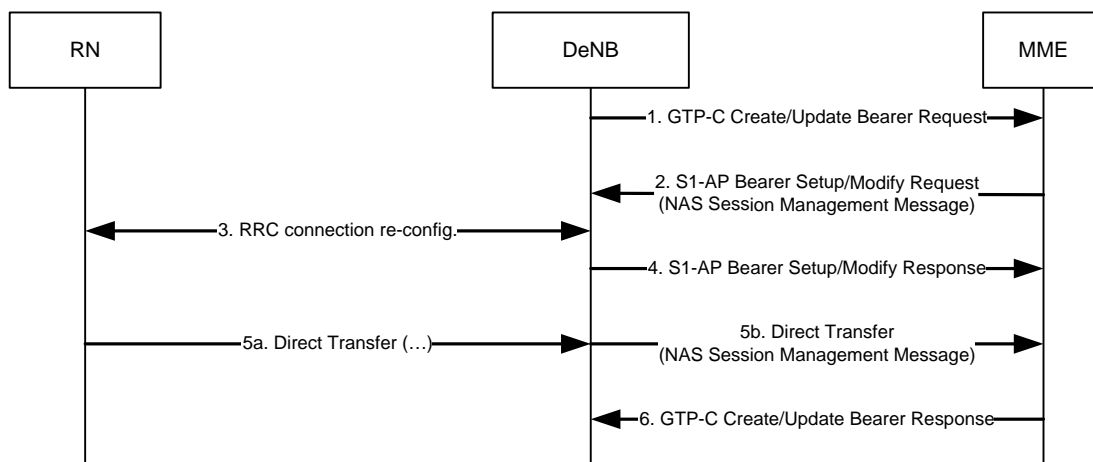 RN
DeNB
MME
1. GTP-C Create/Update Bearer Request
2. S1-AP Bearer Setup/Modify Request
(NAS Session Management Message)
3. RRC connection re-config.
4. S1-AP Bearer Setup/Modify Response
5a. Direct Transfer (…)
5b. Direct Transfer
(NAS Session Management Message)
6. GTP-C Create/Update Bearer Response